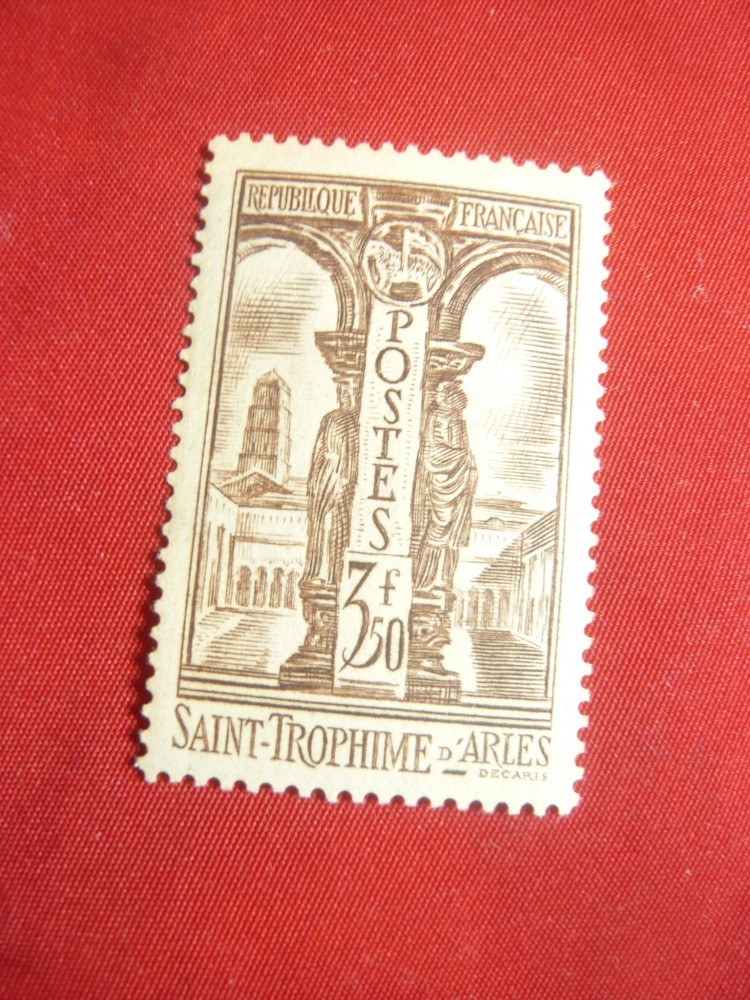 REPUBLIQUE FRANÇAISE
POSTES
3f50
SAINT-TROPHIME D'ARLES
DECARIS